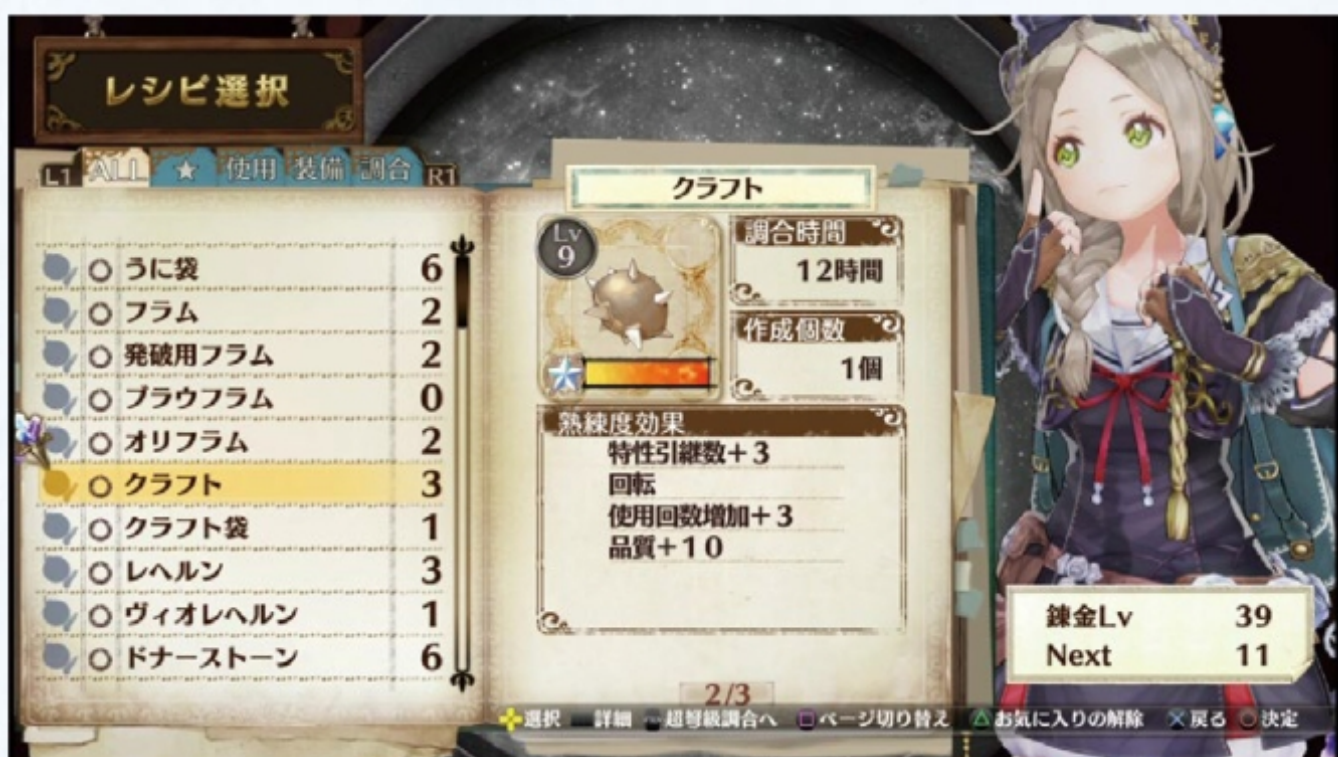 レシピ選択
L1 ALL ★ 使用 装備 調合 R1
うに袋 6
フラム 2
発破用フラム 2
ブラウフラム 0
オリフラム 2
クラフト 3
クラフト袋 1
レヘルン 3
ヴィオレヘルン 1
ドナーストーン 6
クラフト
Lv
9
調合時間
12時間
作成個数
1個
熟練度効果
特性引継数+3
回転
使用回数増加+3
品質+10
2/3
錬金Lv 39
Next 11
選択 詳細 超弩級調合へ ページ切り替え お気に入りの解除 戻る 決定